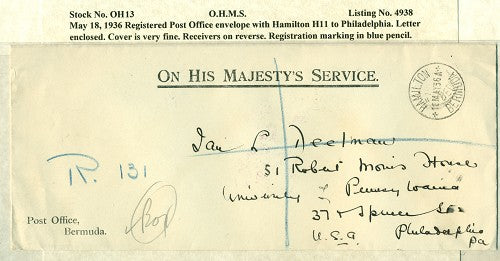 Stock No. OH13 O.H.M.S. Listing No. 4938
May 18, 1936 Registered Post Office envelope with Hamilton H11 to Philadelphia. Letter
enclosed. Cover is very fine. Receivers on reverse. Registration marking in blue pencil.
ON HIS MAJESTY'S SERVICE.
HAMILTON
BERMUDA
Ian L.
R. 131
51 Robert Morris House
University of Pennsylvania
37 & Spruce Sts
Philadelphia
U.S.A.
Pa
Post Office,
Bermuda.